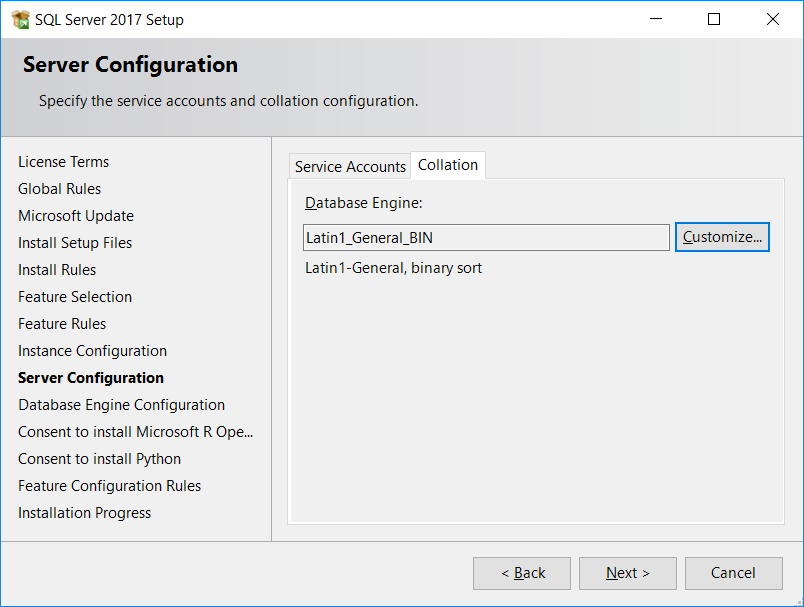 SQL Server 2017 Setup
Server Configuration
Specify the service accounts and collation configuration.
License Terms
Global Rules
Microsoft Update
Install Setup Files
Install Rules
Feature Selection
Feature Rules
Instance Configuration
Server Configuration
Database Engine Configuration
Consent to install Microsoft R Ope...
Consent to install Python
Feature Configuration Rules
Installation Progress
Service Accounts Collation
Database Engine:
Latin1_General_BIN Customize...
Latin1-General, binary sort
< Back Next > Cancel